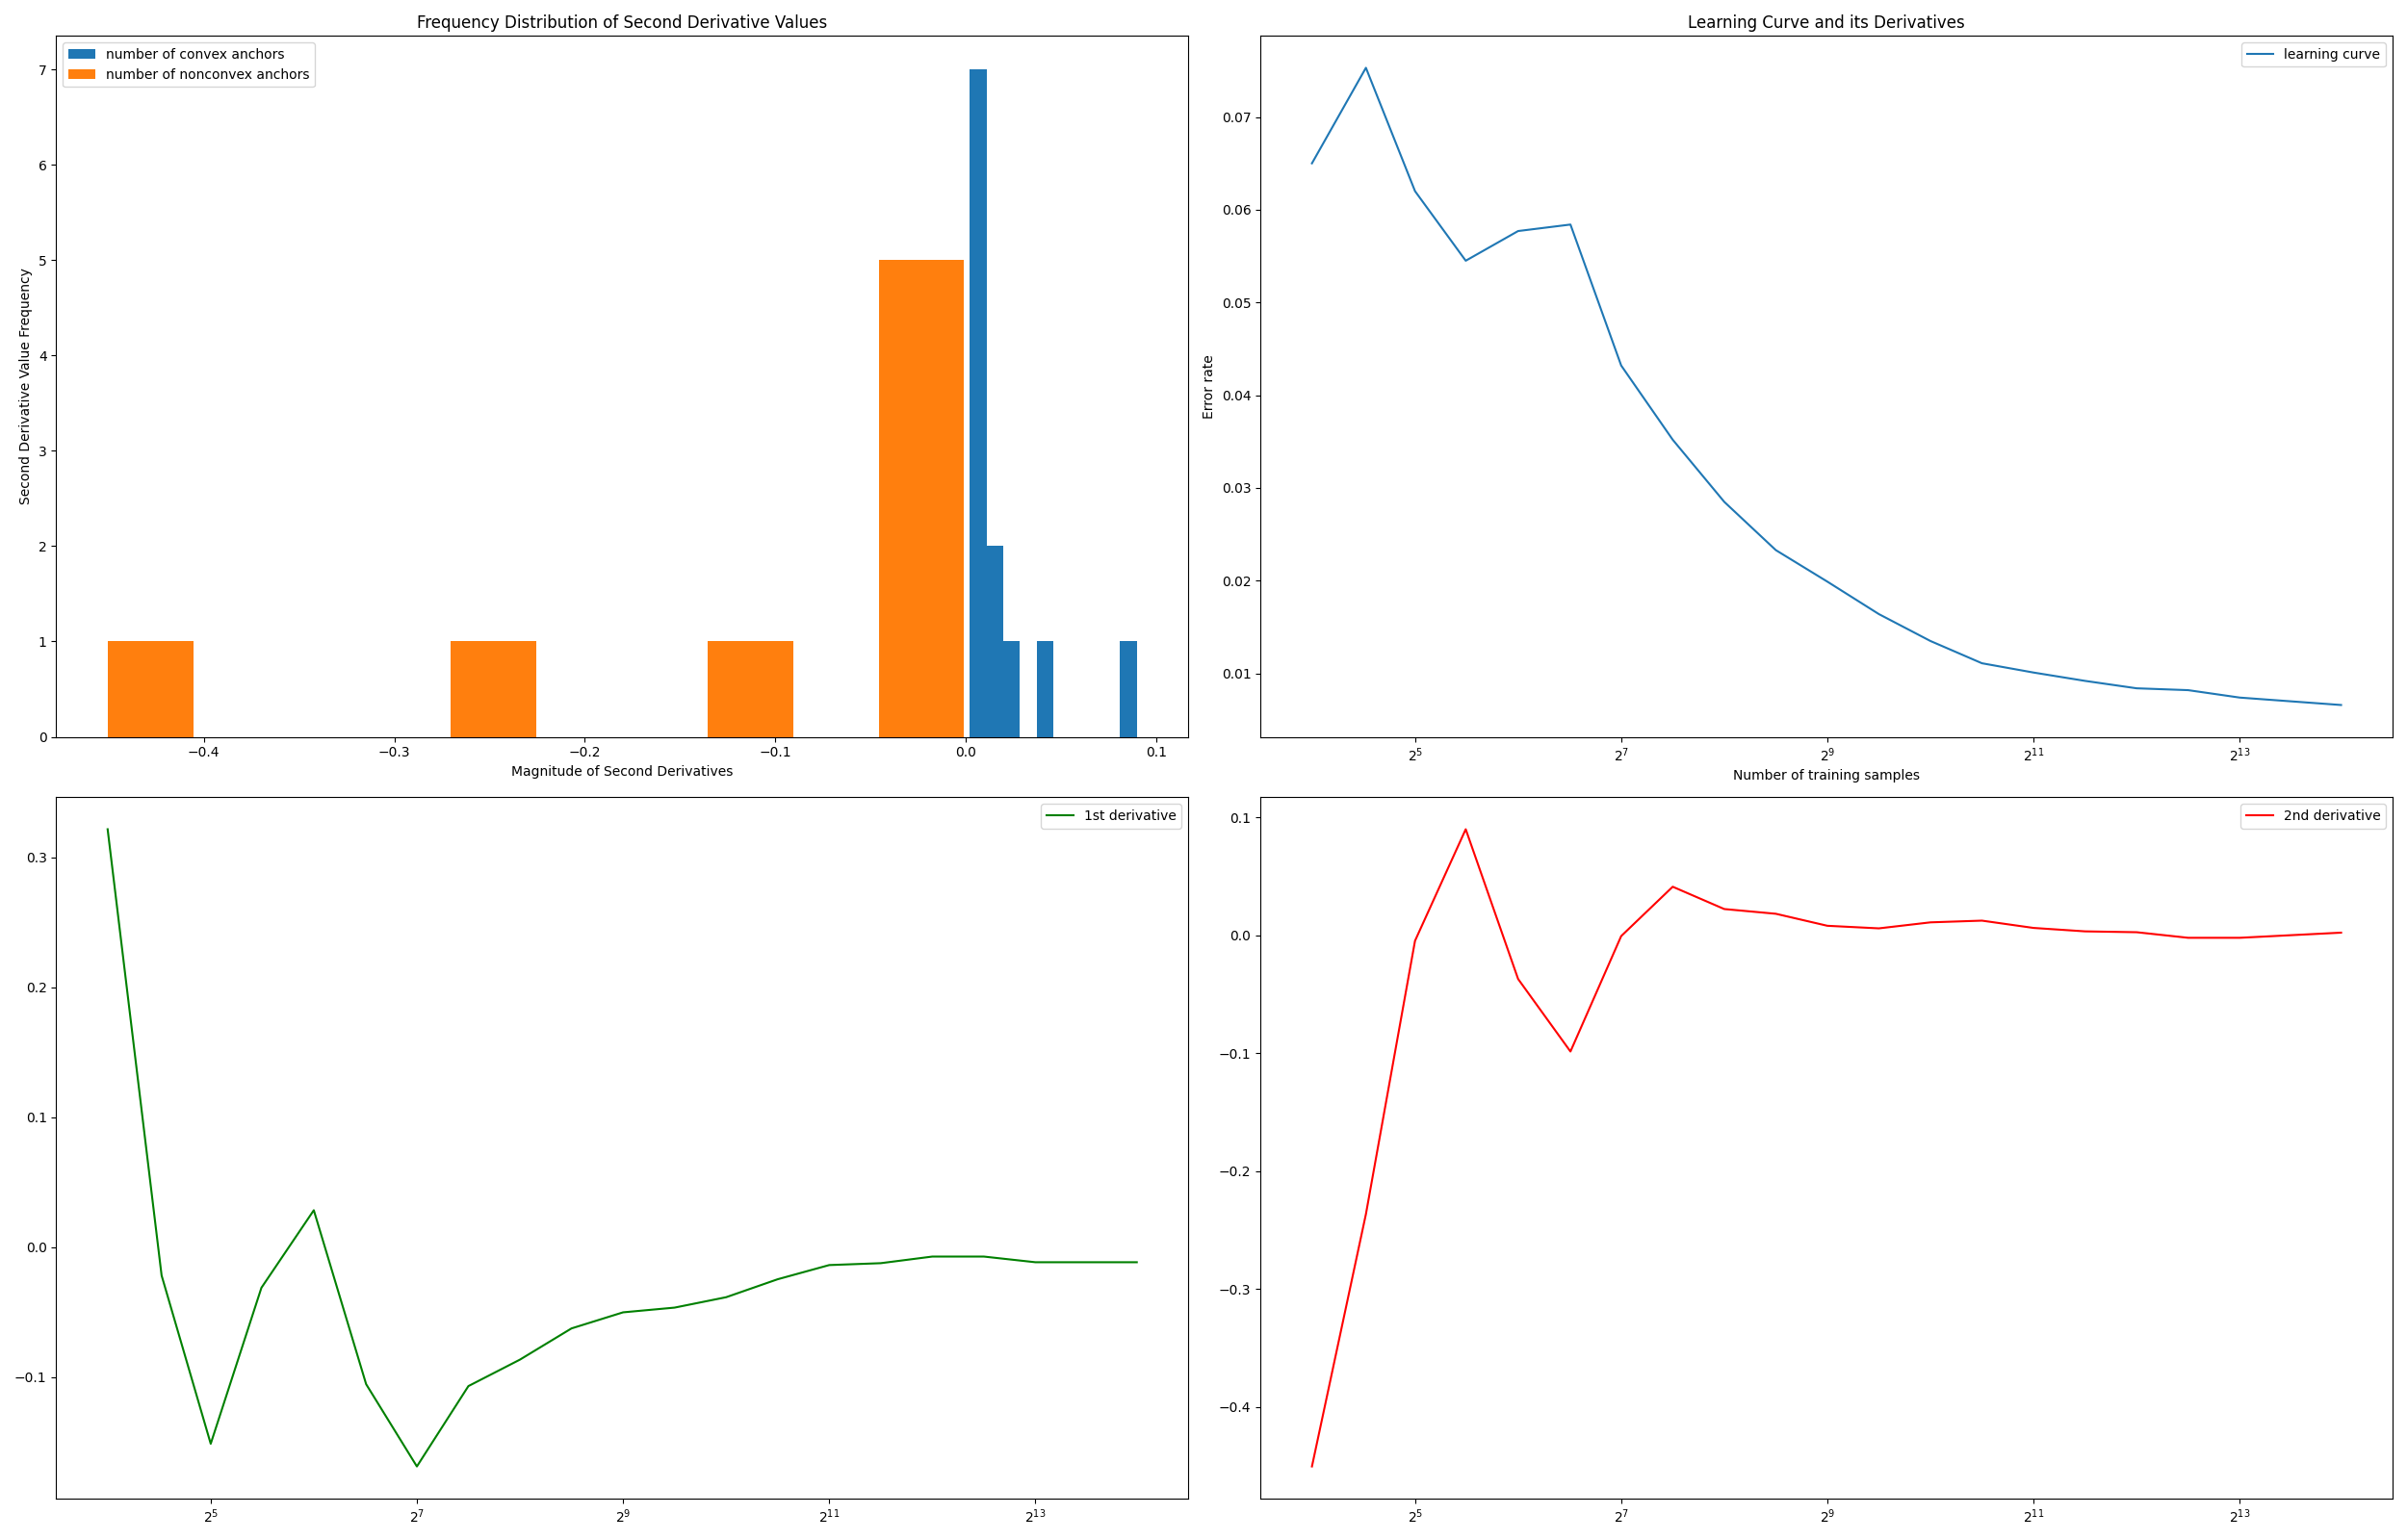 Frequency Distribution of Second Derivative Values
number of convex anchors
number of nonconvex anchors
7
6
5
4
3
2
1
0
Second Derivative Value Frequency
−0.4 −0.3 −0.2 −0.1 0.0 0.1
Magnitude of Second Derivatives
Learning Curve and its Derivatives
learning curve
0.07
0.06
0.05
0.04
0.03
0.02
0.01
Error rate
2^5 2^7 2^9 2^11 2^13
Number of training samples
1st derivative
0.3
0.2
0.1
0.0
−0.1
2^5 2^7 2^9 2^11 2^13
2nd derivative
0.1
0.0
−0.1
−0.2
−0.3
−0.4
2^5 2^7 2^9 2^11 2^13